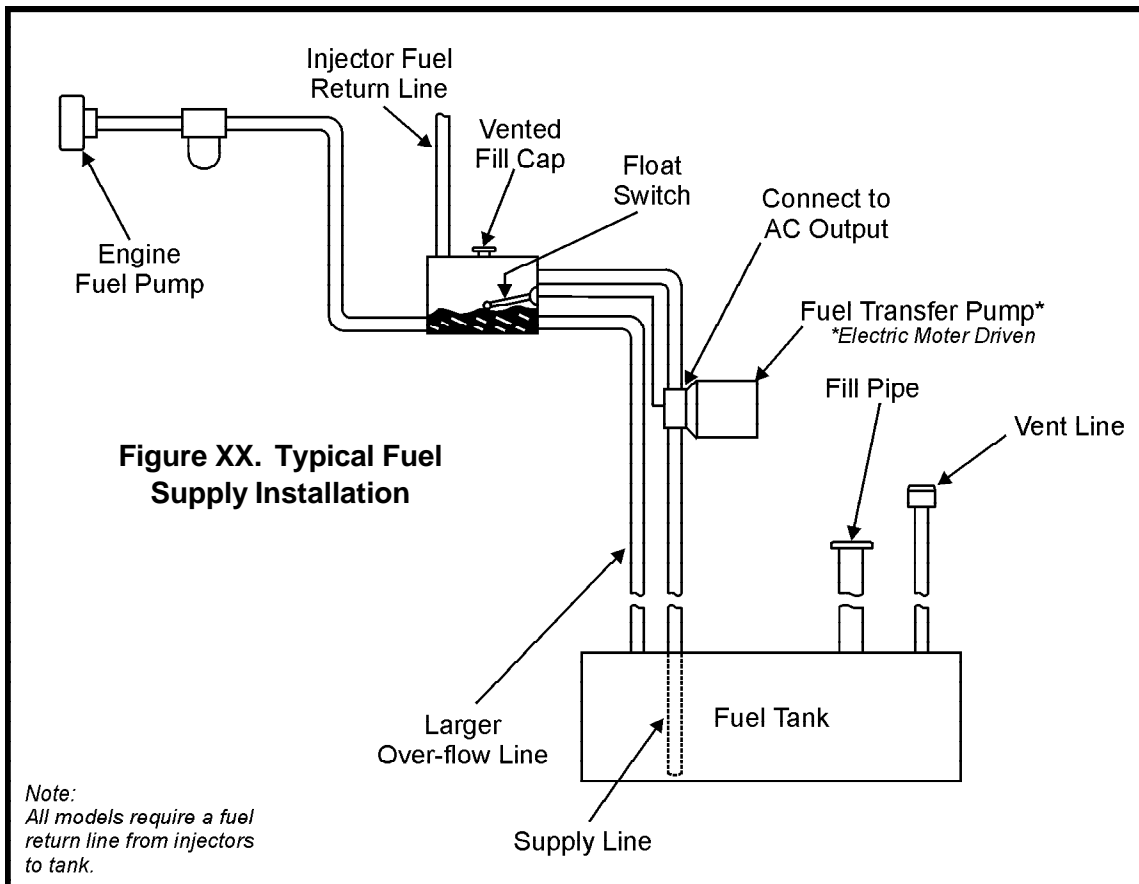 Injector Fuel
Return Line
Vented
Fill Cap
Float
Switch
Connect to
AC Output
Engine
Fuel Pump
Fuel Transfer Pump*
*Electric Moter Driven
Fill Pipe
Vent Line
Figure XX. Typical Fuel
Supply Installation
Larger
Over-flow Line
Fuel Tank
Supply Line
Note:
All models require a fuel
return line from injectors
to tank.